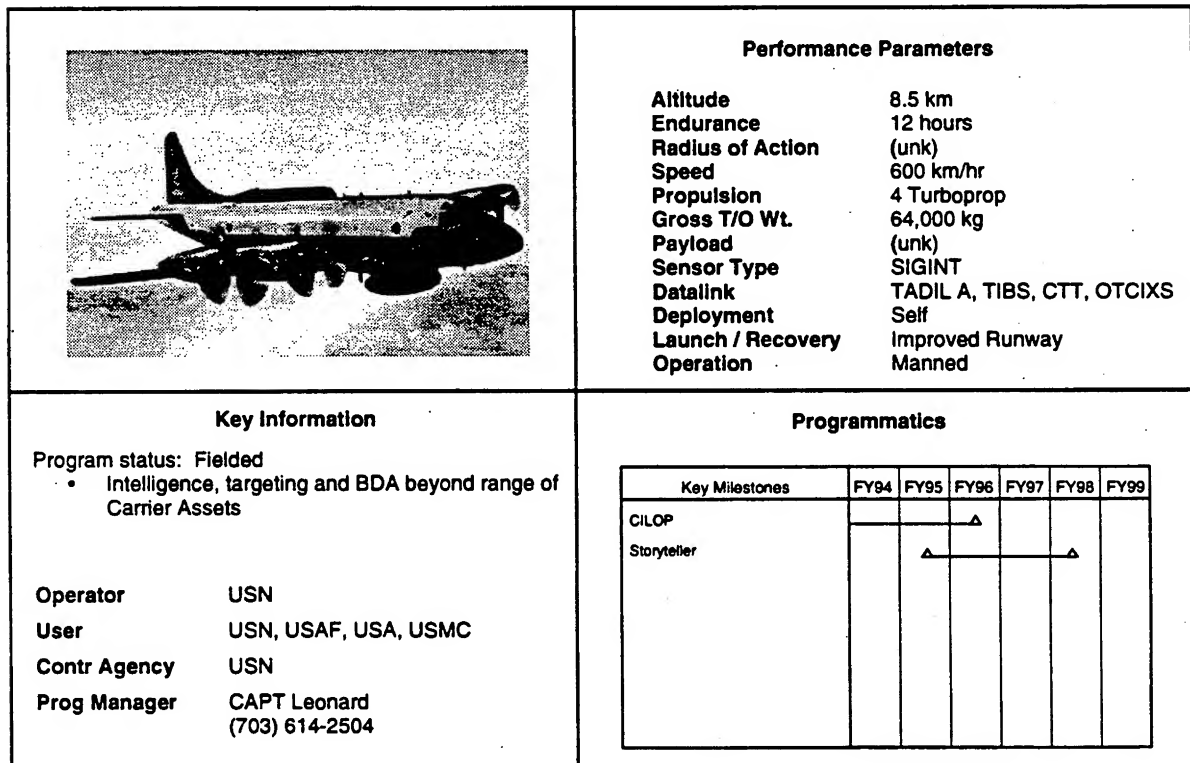 Performance Parameters
Altitude 8.5 km
Endurance 12 hours
Radius of Action (unk)
Speed 600 km/hr
Propulsion 4 Turboprop
Gross T/O Wt. 64,000 kg
Payload (unk)
Sensor Type SIGINT
Datalink TADIL A, TIBS, CTT, OTCIXS
Deployment Self
Launch / Recovery Improved Runway
Operation Manned
Key Information
Program status: Fielded
• Intelligence, targeting and BDA beyond range of
Carrier Assets
Operator USN
User USN, USAF, USA, USMC
Contr Agency USN
Prog Manager CAPT Leonard
(703) 614-2504
Programmatics
Key Milestones FY94 FY95 FY96 FY97 FY98 FY99
CILOP
Storyteller